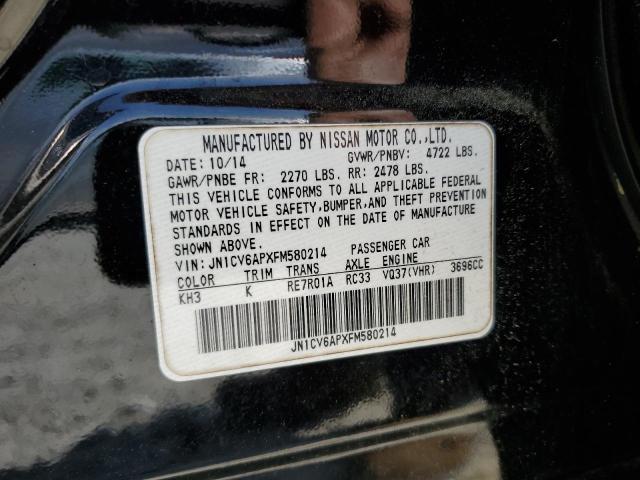 MANUFACTURED BY NISSAN MOTOR CO.,LTD.
DATE: 10/14 GVWR/PNBV: 4722 LBS.
GAWR/PNBE FR: 2270 LBS. RR: 2478 LBS.
THIS VEHICLE CONFORMS TO ALL APPLICABLE FEDERAL
MOTOR VEHICLE SAFETY,BUMPER,AND THEFT PREVENTION
STANDARDS IN EFFECT ON THE DATE OF MANUFACTURE
SHOWN ABOVE.
VIN: JN1CV6APXFM580214 PASSENGER CAR
COLOR TRIM TRANS AXLE ENGINE
KH3 K RE7R01A RC33 VQ37(VHR) 3696CC
JN1CV6APXFM580214